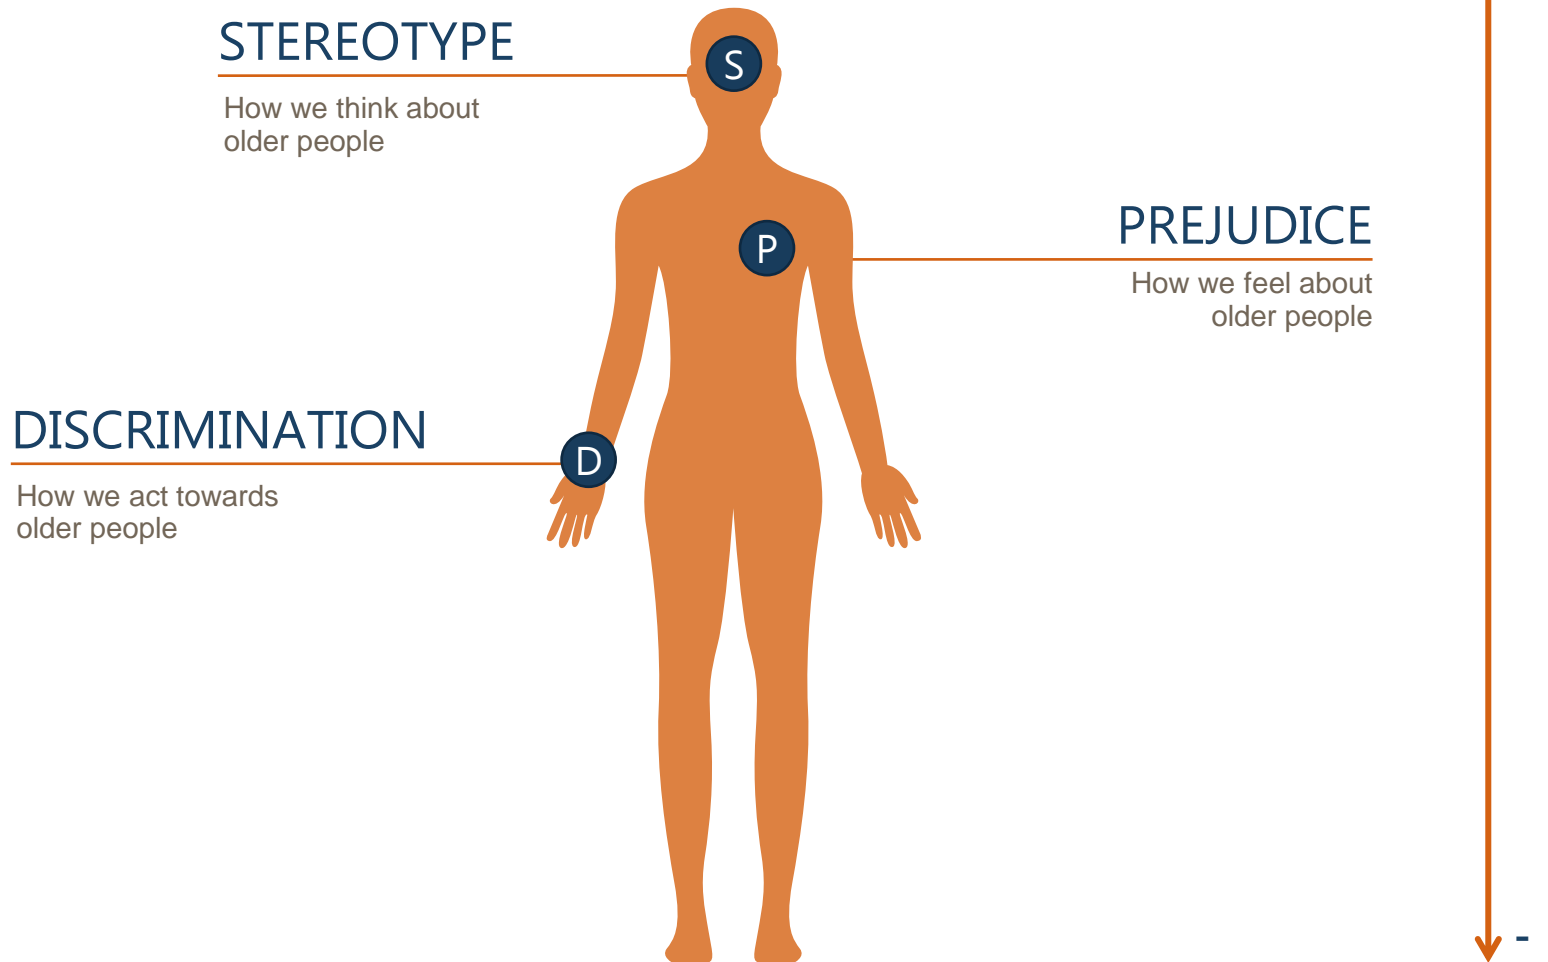 STEREOTYPE
S
How we think about
older people
PREJUDICE
P
How we feel about
older people
DISCRIMINATION
D
How we act towards
older people
-